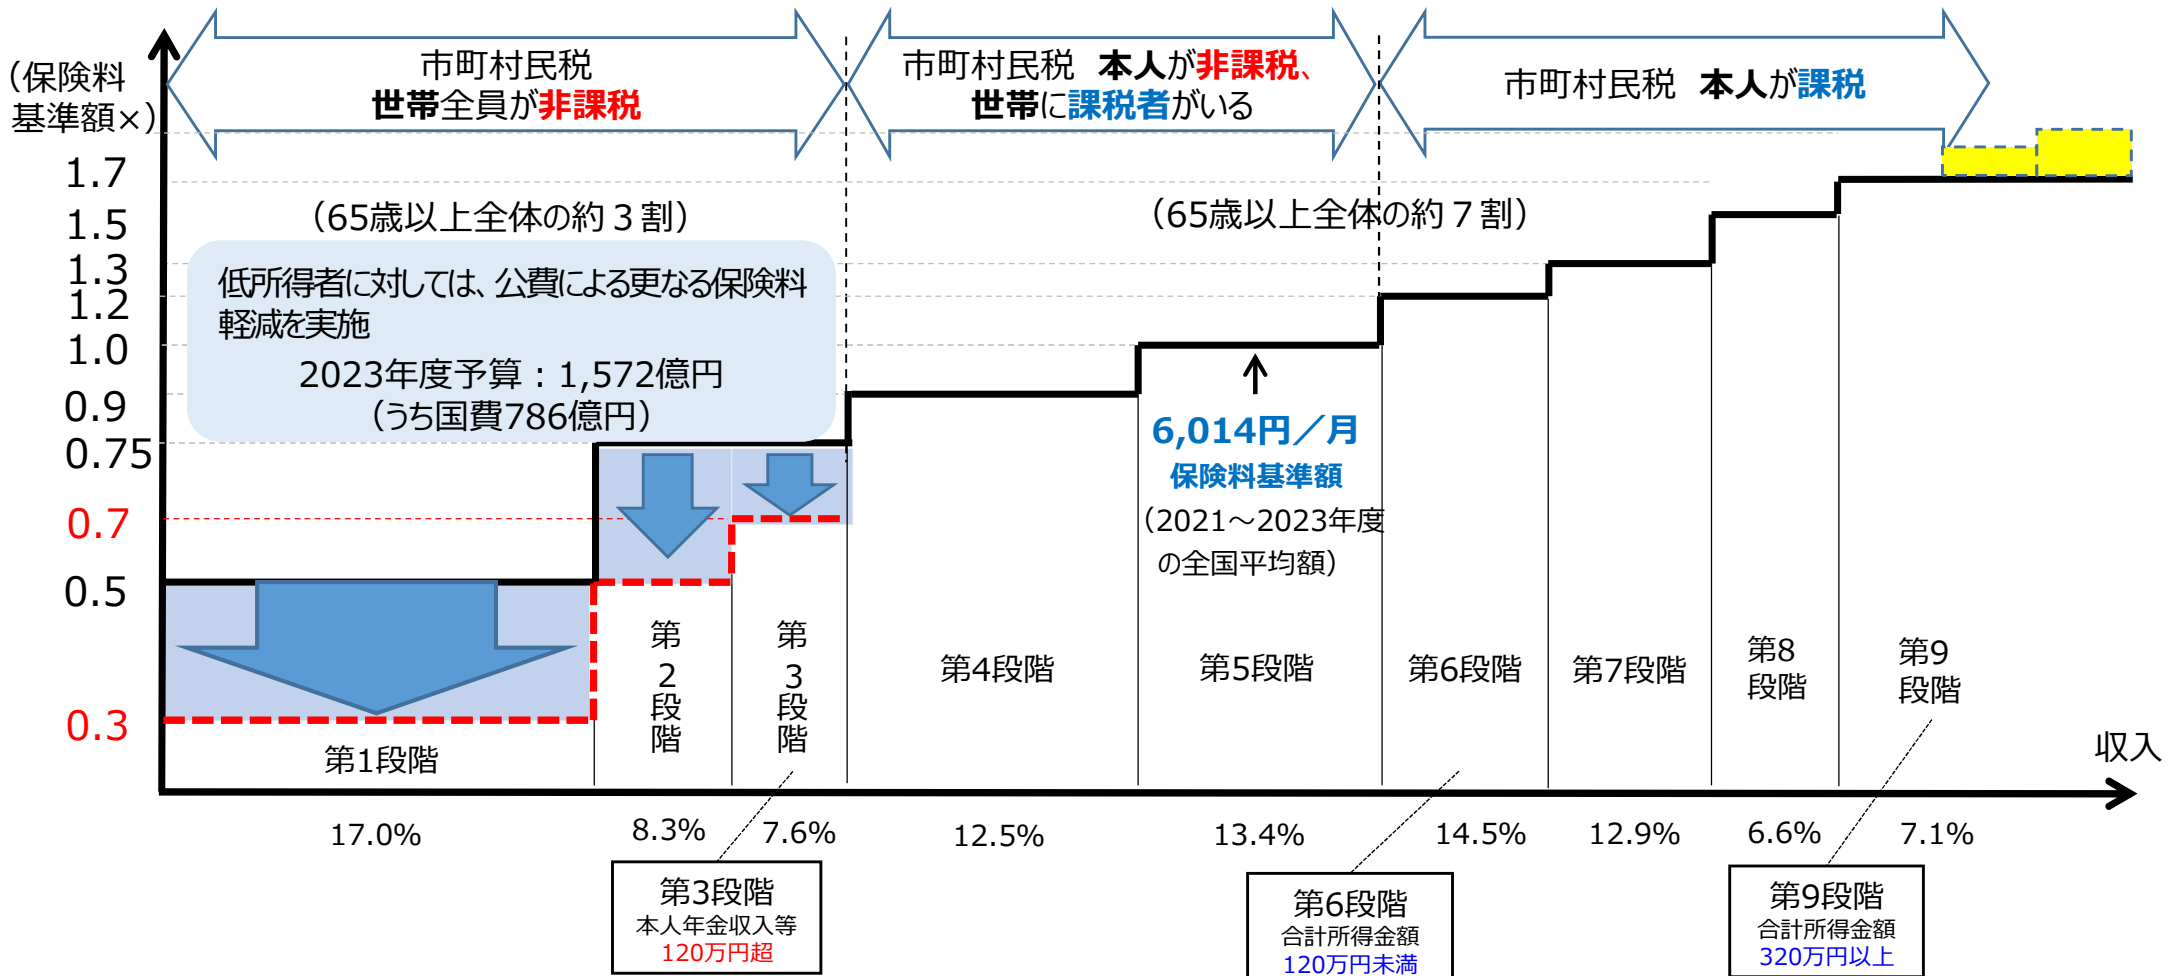 (保険料
基準額×)
市町村民税
世帯全員が非課税
市町村民税 本人が非課税、
世帯に課税者がいる
市町村民税 本人が課税
1.7
1.5
1.3
1.2
1.0
0.9
0.75
0.7
0.5
0.3
(65歳以上全体の約3割)
(65歳以上全体の約7割)
低所得者に対しては、公費による更なる保険料
軽減を実施
2023年度予算:1,572億円
(うち国費786億円)
6,014円/月
保険料基準額
(2021~2023年度
の全国平均額)
第1段階
第2段階
第3段階
第4段階
第5段階
第6段階
第7段階
第8
段階
第9
段階
収入
17.0%
8.3%
7.6%
12.5%
13.4%
14.5%
12.9%
6.6%
7.1%
第3段階
本人年金収入等
120万円超
第6段階
合計所得金額
120万円未満
第9段階
合計所得金額
320万円以上